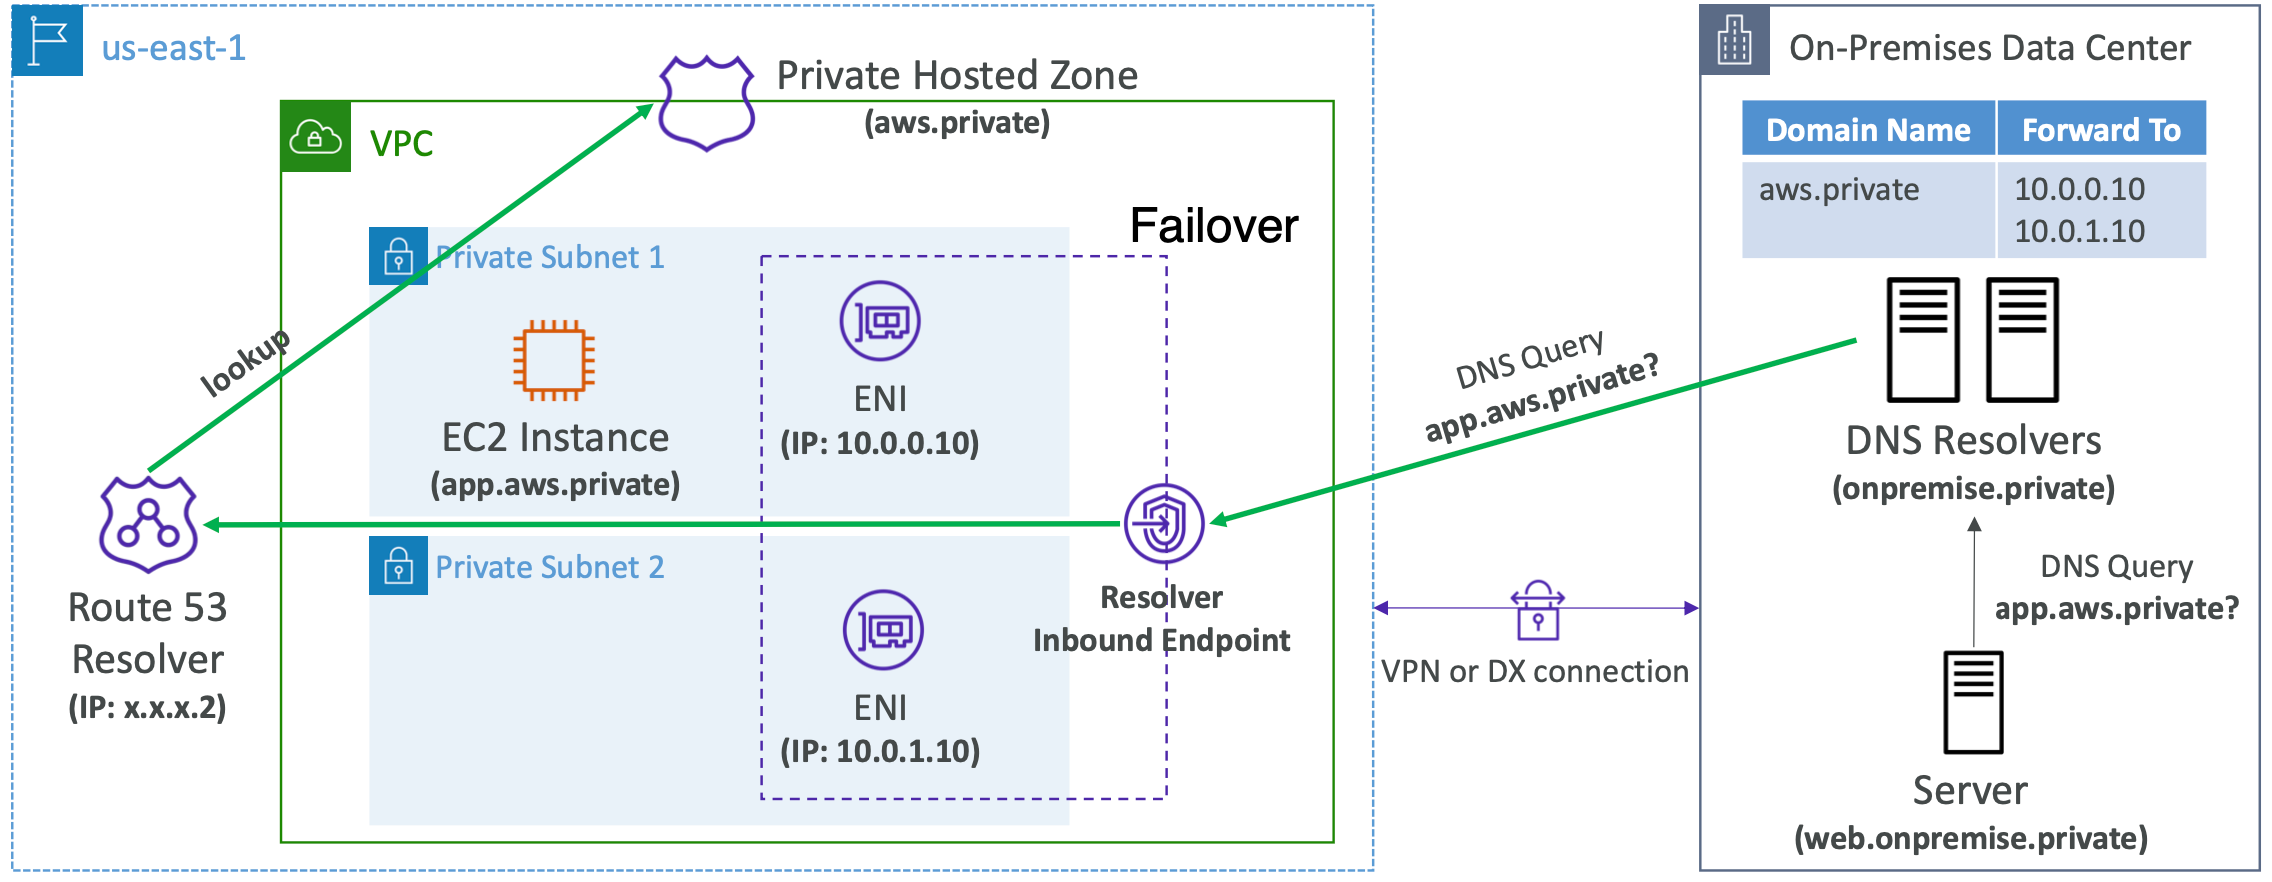 us-east-1
Private Hosted Zone
(aws.private)
VPC
Failover
Private Subnet 1
lookup
ENI
(IP: 10.0.0.10)
EC2 Instance
(app.aws.private)
Private Subnet 2
Resolver
Inbound Endpoint
ENI
(IP: 10.0.1.10)
Route 53
Resolver
(IP: x.x.x.2)
DNS Query
app.aws.private?
VPN or DX connection
On-Premises Data Center
Domain Name Forward To
aws.private 10.0.0.10
10.0.1.10
DNS Resolvers
(onpremise.private)
DNS Query
app.aws.private?
Server
(web.onpremise.private)